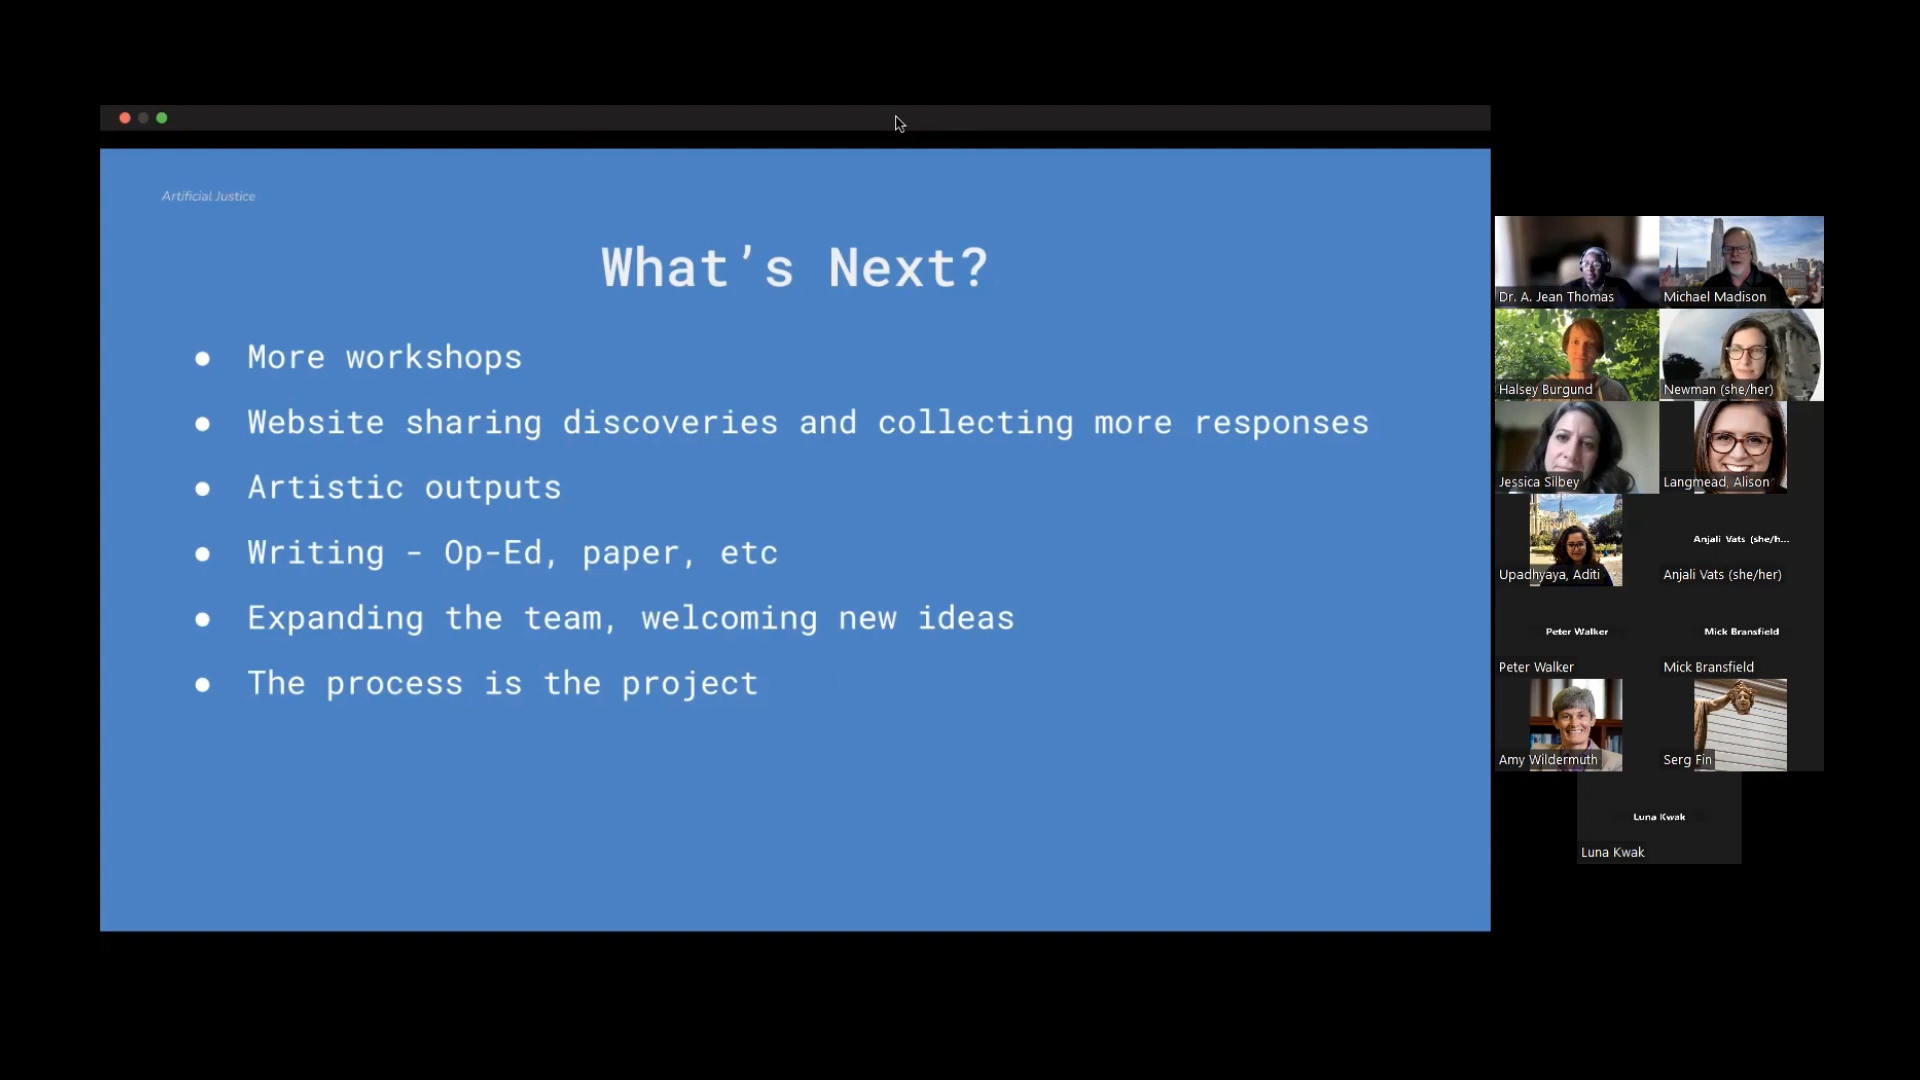 Artificial Justice
What's Next?
● More workshops
● Website sharing discoveries and collecting more responses
● Artistic outputs
● Writing - Op-Ed, paper, etc
● Expanding the team, welcoming new ideas
● The process is the project
Dr. A. Jean Thomas
Michael Madison
Halsey Burgund
Newman (she/her)
Jessica Silbey
Langmead, Alison
Upadhyaya, Aditi
Anjali Vats (she/h...
Anjali Vats (she/her)
Peter Walker
Peter Walker
Mick Bransfield
Mick Bransfield
Amy Wildermuth
Serg Fin
Luna Kwak
Luna Kwak